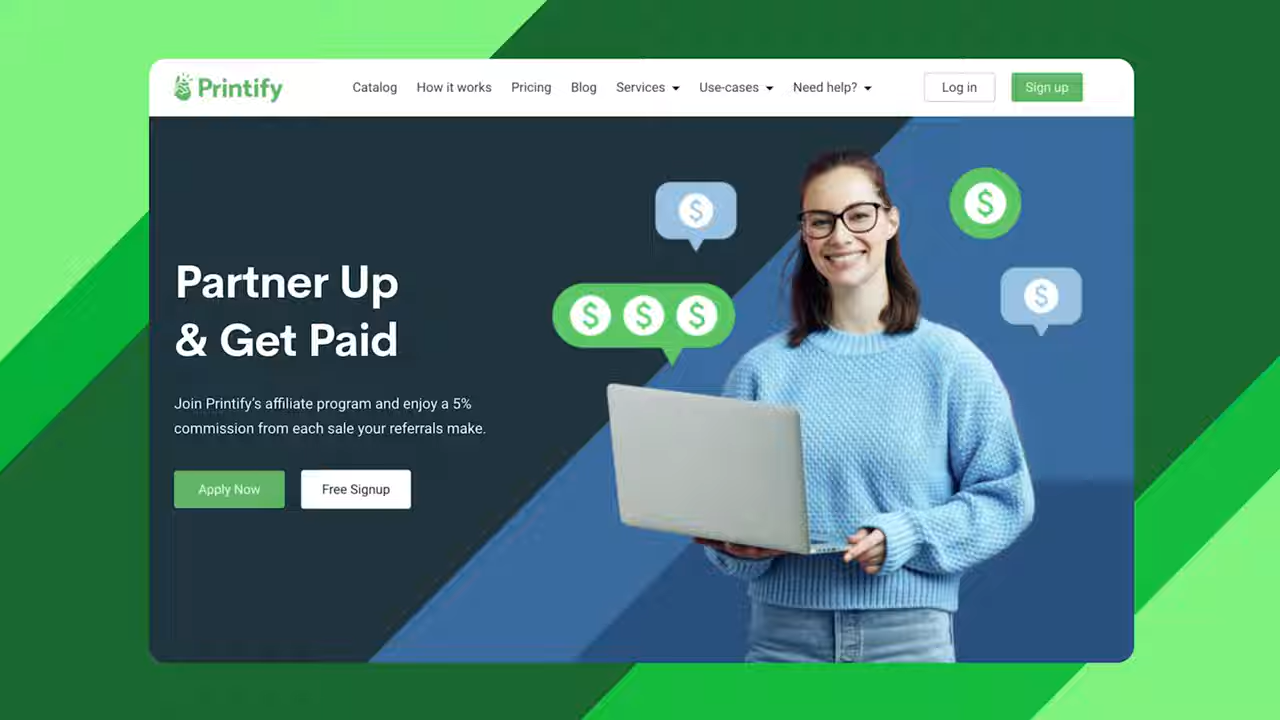 Printify
Catalog
How it works
Pricing
Blog
Services
Use-cases
Need help?
Log in
Sign up
$
$
$ $ $
$
Partner Up
& Get Paid
Join Printify’s affiliate program and enjoy a 5%
commission from each sale your referrals make.
Apply Now
Free Signup